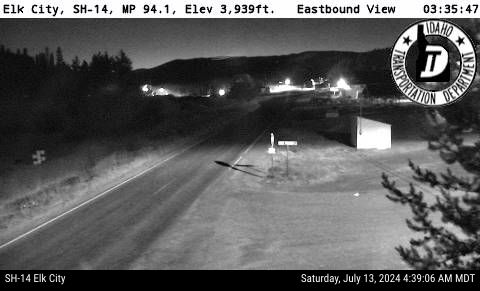 Elk City, SH-14, MP 94.1, Elev 3,939ft. Eastbound View 03:35:47
IDAHO
TRANSPORTATION DEPARTMENT
SH-14 Elk City
Saturday, July 13, 2024 4:39:06 AM MDT